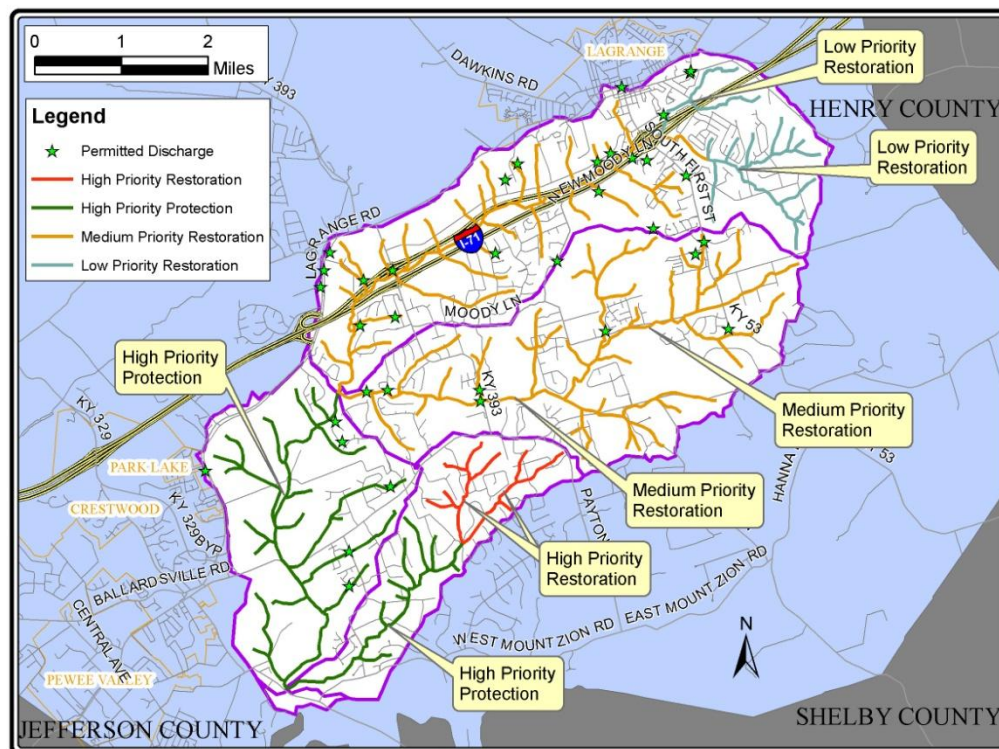 0 1 2
Miles
Legend
Permitted Discharge
High Priority Restoration
High Priority Protection
Medium Priority Restoration
Low Priority Restoration
KY 393
DAWKINS RD
LAGRANGE
Low Priority
Restoration
HENRY COUNTY
Low Priority
Restoration
NEW MOODY LN
SOUTH FIRST ST
LAGRANGE RD
I-71
MOODY LN
KY 53
High Priority
Protection
KY 393
Medium Priority
Restoration
KY 329
PARK LAKE
CRESTWOOD
KY 329BYP
Medium Priority
Restoration
HANNA
53
PAYTON
High Priority
Restoration
BALLARDSVILLE RD
CENTRAL AVE
WEST MOUNT ZION RD
EAST MOUNT ZION RD
N
PEWEE VALLEY
High Priority
Protection
JEFFERSON COUNTY
SHELBY COUNTY